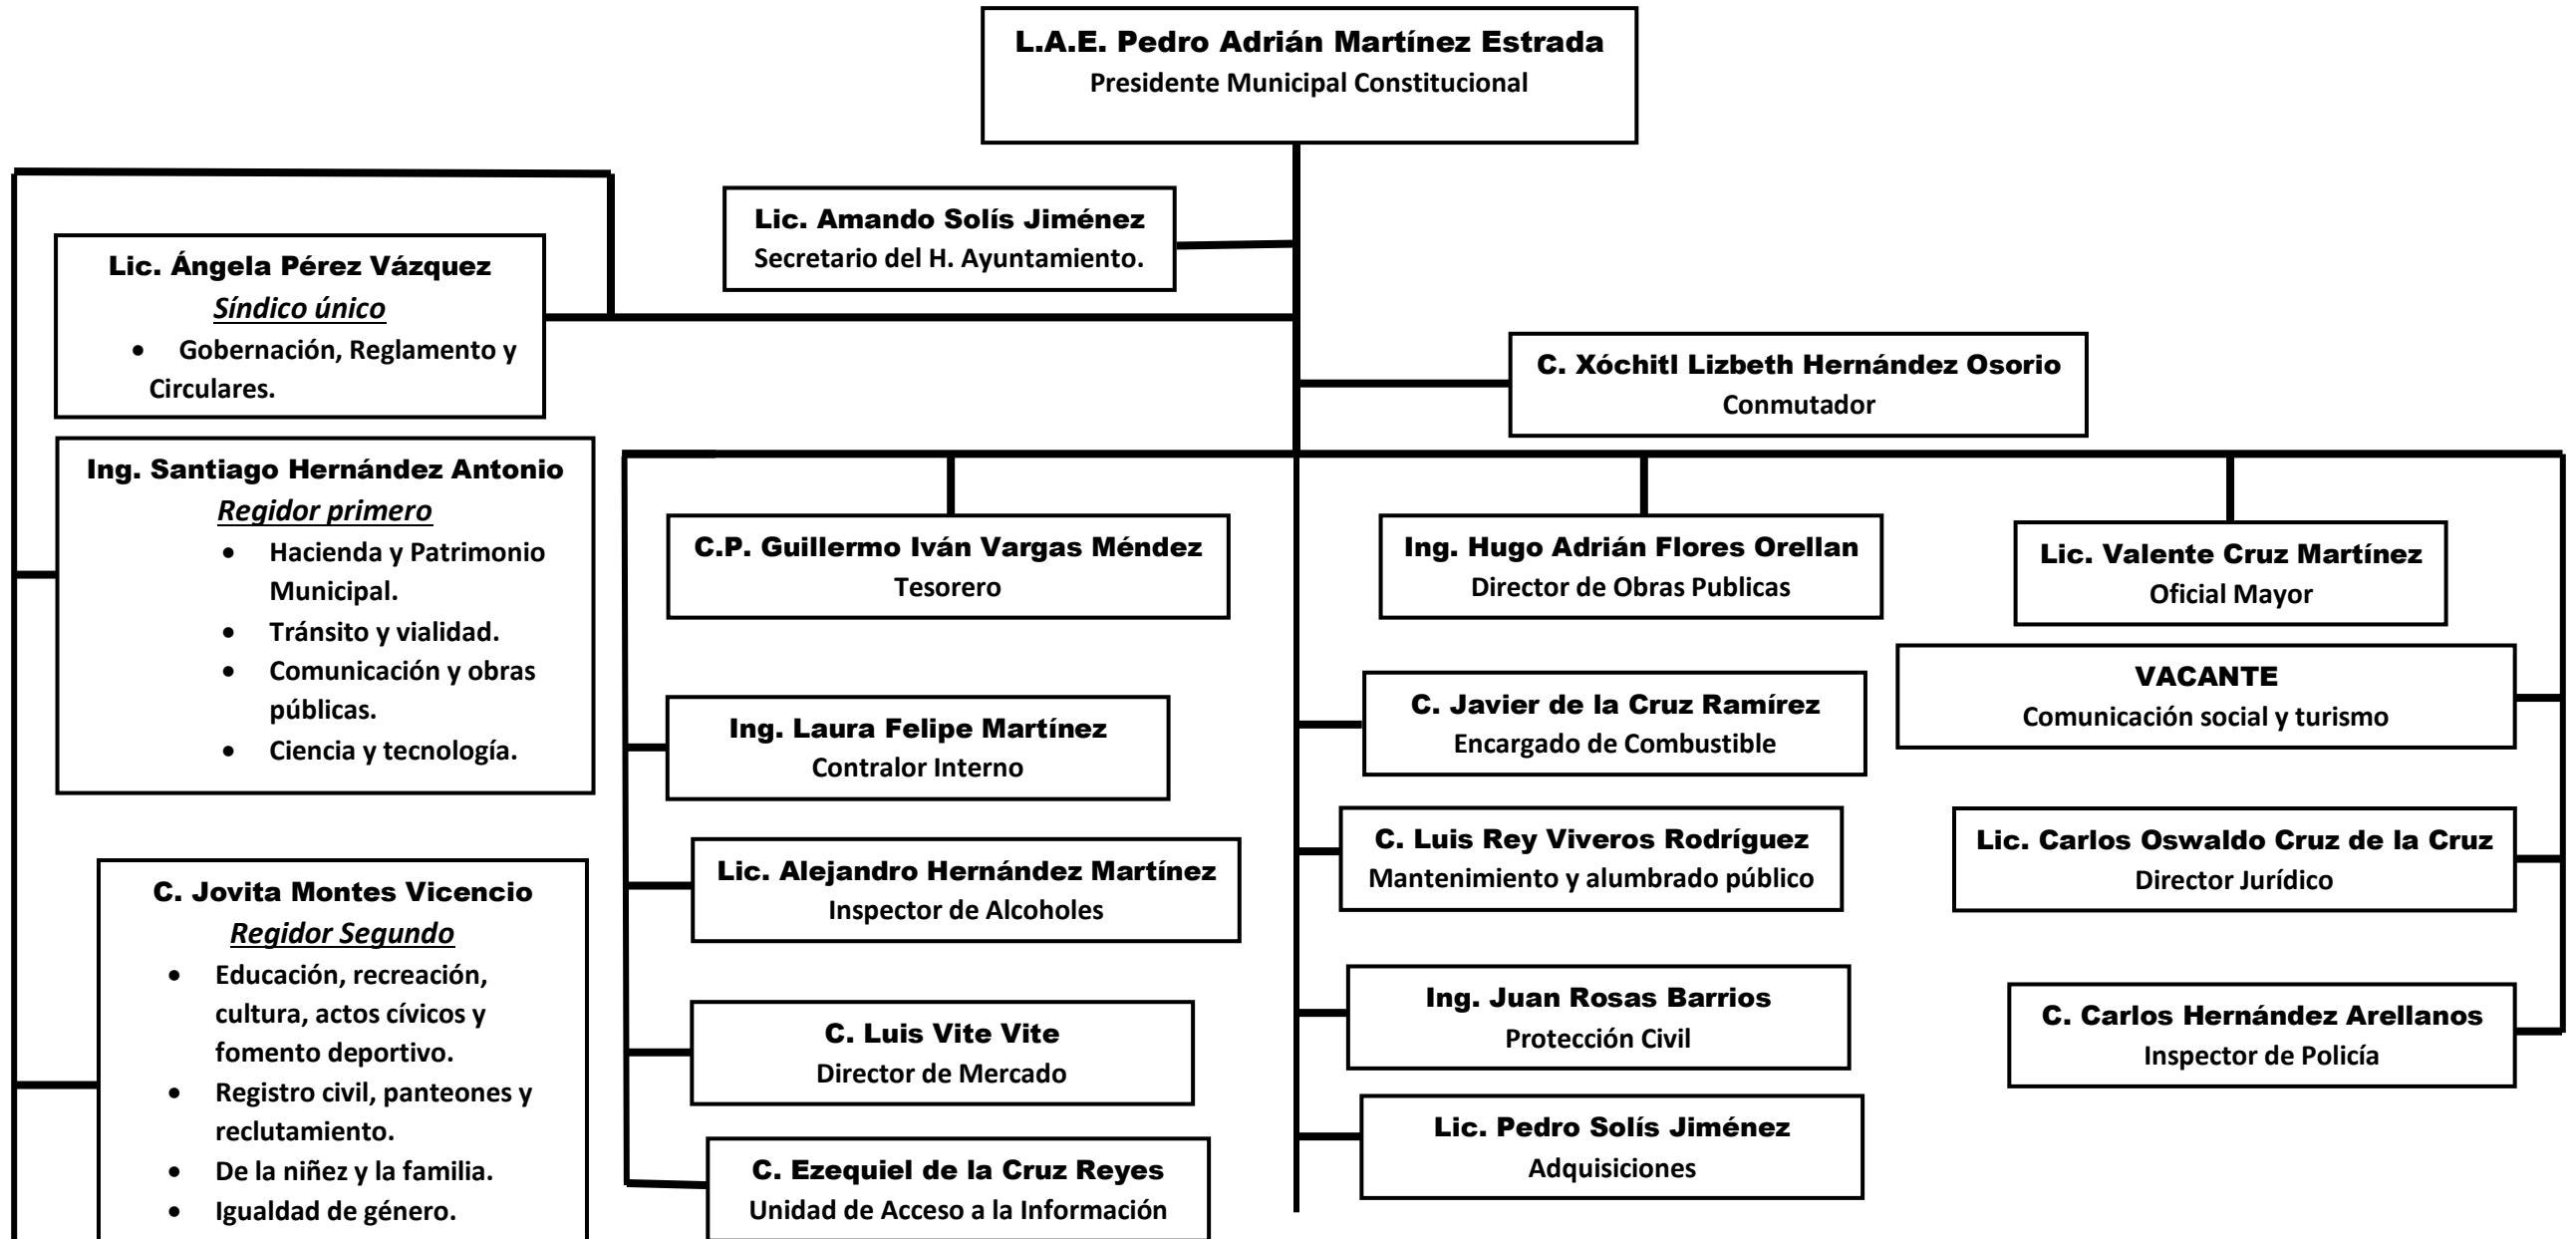 L.A.E. Pedro Adrián Martínez Estrada
Presidente Municipal Constitucional
Lic. Amando Solís Jiménez
Secretario del H. Ayuntamiento.
Lic. Ángela Pérez Vázquez
Síndico único
• Gobernación, Reglamento y
Circulares.
C. Xóchitl Lizbeth Hernández Osorio
Conmutador
Ing. Santiago Hernández Antonio
Regidor primero
• Hacienda y Patrimonio
Municipal.
• Tránsito y vialidad.
• Comunicación y obras
públicas.
• Ciencia y tecnología.
C. Jovita Montes Vicencio
Regidor Segundo
• Educación, recreación,
cultura, actos cívicos y
fomento deportivo.
• Registro civil, panteones y
reclutamiento.
• De la niñez y la familia.
• Igualdad de género.
C.P. Guillermo Iván Vargas Méndez
Tesorero
Ing. Laura Felipe Martínez
Contralor Interno
Lic. Alejandro Hernández Martínez
Inspector de Alcoholes
C. Luis Vite Vite
Director de Mercado
C. Ezequiel de la Cruz Reyes
Unidad de Acceso a la Información
Ing. Hugo Adrián Flores Orellan
Director de Obras Publicas
C. Javier de la Cruz Ramírez
Encargado de Combustible
C. Luis Rey Viveros Rodríguez
Mantenimiento y alumbrado público
Ing. Juan Rosas Barrios
Protección Civil
Lic. Pedro Solís Jiménez
Adquisiciones
Lic. Valente Cruz Martínez
Oficial Mayor
VACANTE
Comunicación social y turismo
Lic. Carlos Oswaldo Cruz de la Cruz
Director Jurídico
C. Carlos Hernández Arellanos
Inspector de Policía